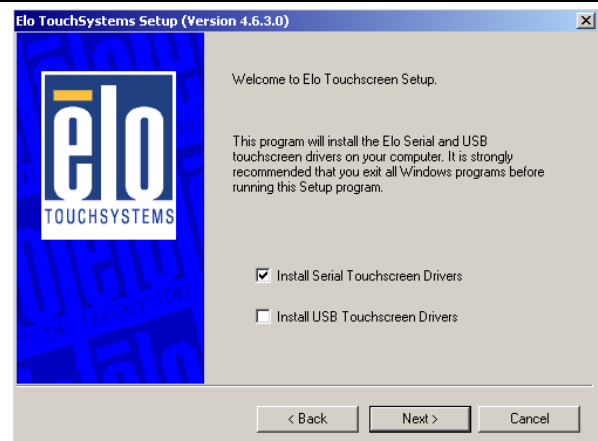 Elo TouchSystems Setup (Version 4.6.3.0)
elo
TOUCHSYSTEMS
Welcome to Elo Touchscreen Setup.
This program will install the Elo Serial and USB
touchscreen drivers on your computer. It is strongly
recommended that you exit all Windows programs before
running this Setup program.
Install Serial Touchscreen Drivers
Install USB Touchscreen Drivers
< Back
Next >
Cancel